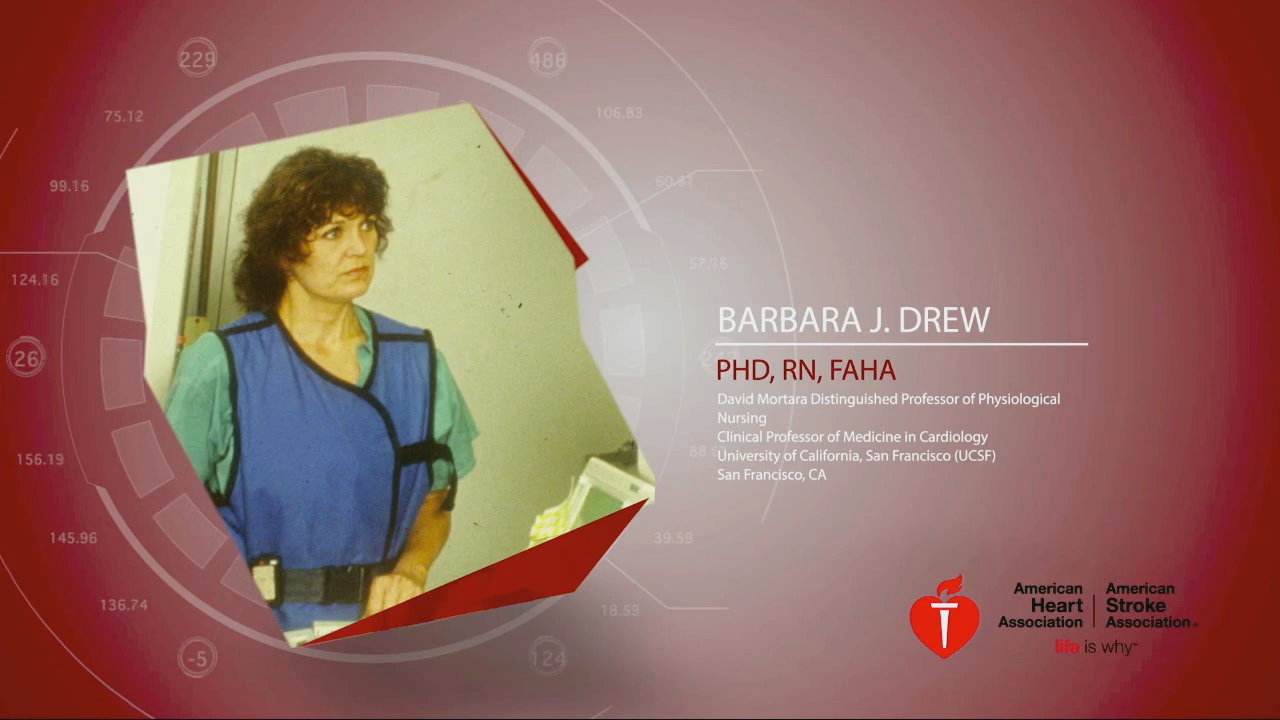 229
486
75.12
106.83
99.16
60.51
124.16
57.16
26
BARBARA J. DREW
PHD, RN, FAHA
David Mortara Distinguished Professor of Physiological
Nursing
Clinical Professor of Medicine in Cardiology
University of California, San Francisco (UCSF)
San Francisco, CA
156.19
145.96
39.59
136.74
18.59
-5
124
American
Heart
Association
American
Stroke
Association®
life is why™